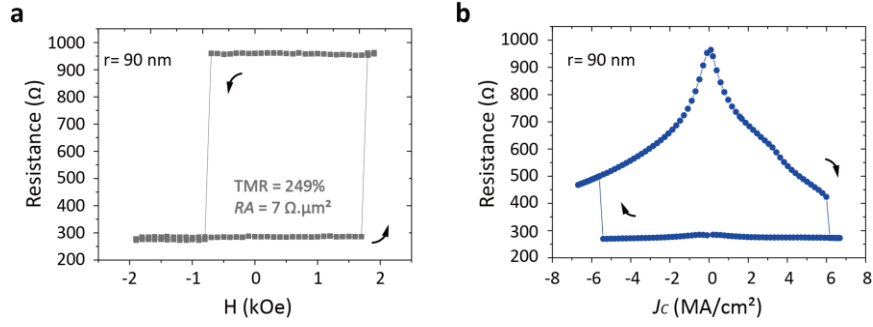 a
r= 90 nm
Resistance (Ω)
1000
900
800
700
600
500
400
300
200
TMR = 249%
RA = 7 Ω.µm²
-2 -1 0 1 2
H (kOe)
b
r= 90 nm
Resistance (Ω)
1000
900
800
700
600
500
400
300
200
-6 -4 -2 0 2 4 6 8
Jc (MA/cm²)